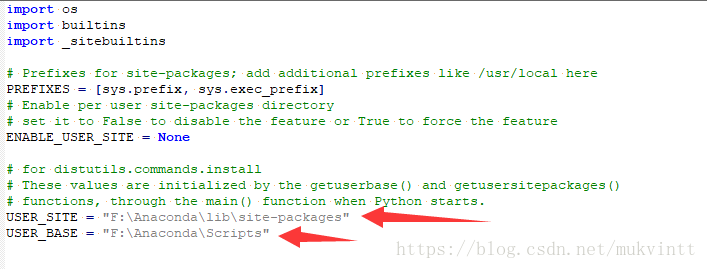 import os
import builtins
import _sitebuiltins
# Prefixes for site-packages; add additional prefixes like /usr/local here
PREFIXES = [sys.prefix, sys.exec_prefix]
# Enable per user site-packages directory
# set it to False to disable the feature or True to force the feature
ENABLE_USER_SITE = None
# for distutils.commands.install
# These values are initialized by the getuserbase() and getusersitepackages()
# functions, through the main() function when Python starts.
USER_SITE = "F:\Anaconda\lib\site-packages"
USER_BASE = "F:\Anaconda\Scripts"
https://blog.csdn.net/mukvintt